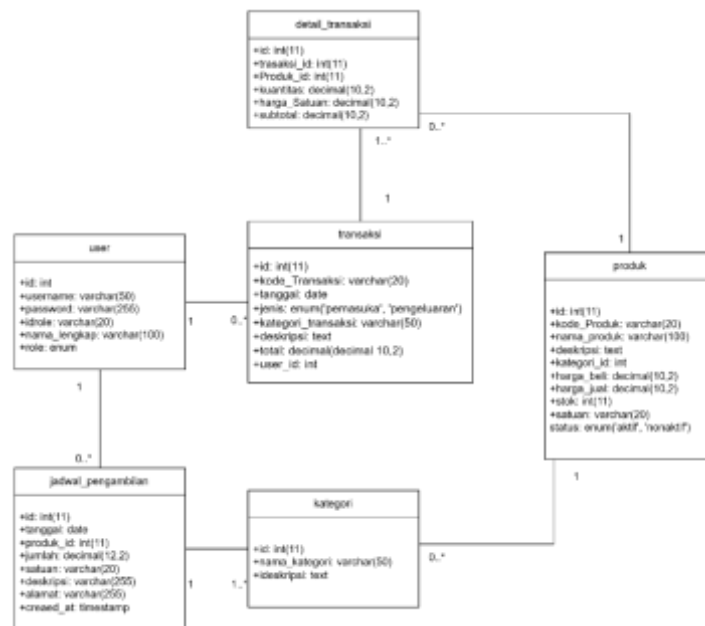 detail_transaksi
+id: int(11)
+trasaksi_id: int(11)
+Produk_id: int(11)
+kuantitas: decimal(10,2)
+harga_Satuan: decimal(10,2)
+subtotal: decimal(10,2)
1..*
0..*
1
1
transaksi
+id: int(11)
+kode_Transaksi: varchar(20)
+tanggal: date
+jenis: enum('pemasuka', 'pengeluaran')
+kategori_transaksi: varchar(50)
+deskripsi: text
+total: decimal(decimal 10,2)
+user_id: int
user
+id: int
+username: varchar(50)
+password: varchar(255)
+idrole: varchar(20)
+nama_lengkap: varchar(100)
+role: enum
1
0..*
produk
+id: int(11)
+kode_Produk: varchar(20)
+nama_produk: varchar(100)
+deskripsi: text
+kategori_id: int
+harga_beli: decimal(10,2)
+harga_jual: decimal(10,2)
+stok: int(11)
+satuan: varchar(20)
status: enum('aktif', 'nonaktif')
1
0..*
1
jadwal_pengambilan
+id: int(11)
+tanggal: date
+produk_id: int(11)
+jumlah: decimal(12,2)
+satuan: varchar(20)
+deskripsi: varchar(255)
+alamat: varchar(255)
+creaed_at: timestamp
1
1..*
kategori
+id: int(11)
+nama_kategori: varchar(50)
+ideskripsi: text
0..*